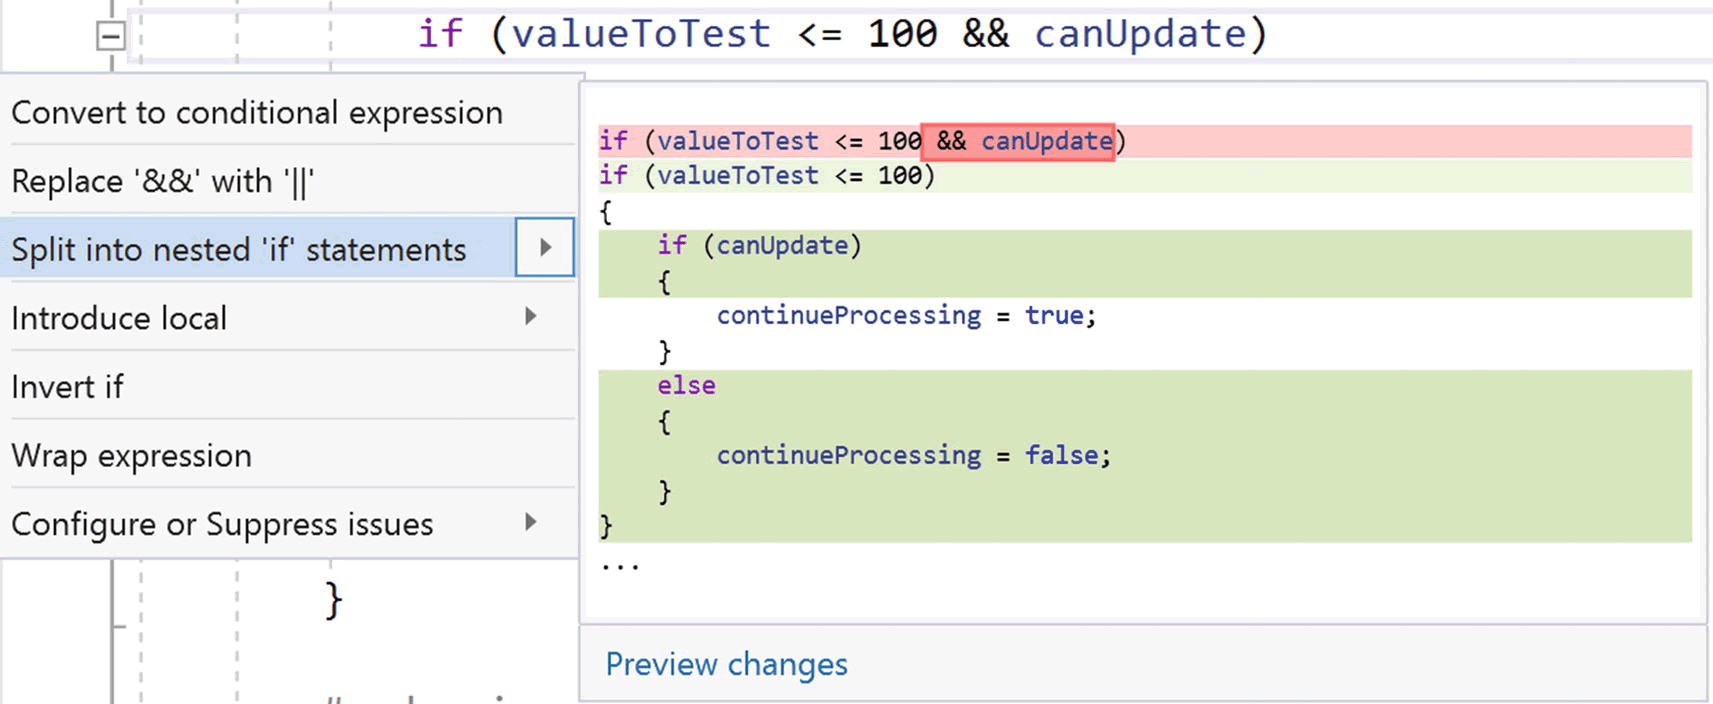 if (valueToTest <= 100 && canUpdate)
Convert to conditional expression
Replace '&&' with '||'
Split into nested 'if' statements
Introduce local
Invert if
Wrap expression
Configure or Suppress issues
if (valueToTest <= 100 && canUpdate)
if (valueToTest <= 100)
{
if (canUpdate)
{
continueProcessing = true;
}
else
{
continueProcessing = false;
}
}
...
Preview changes
}